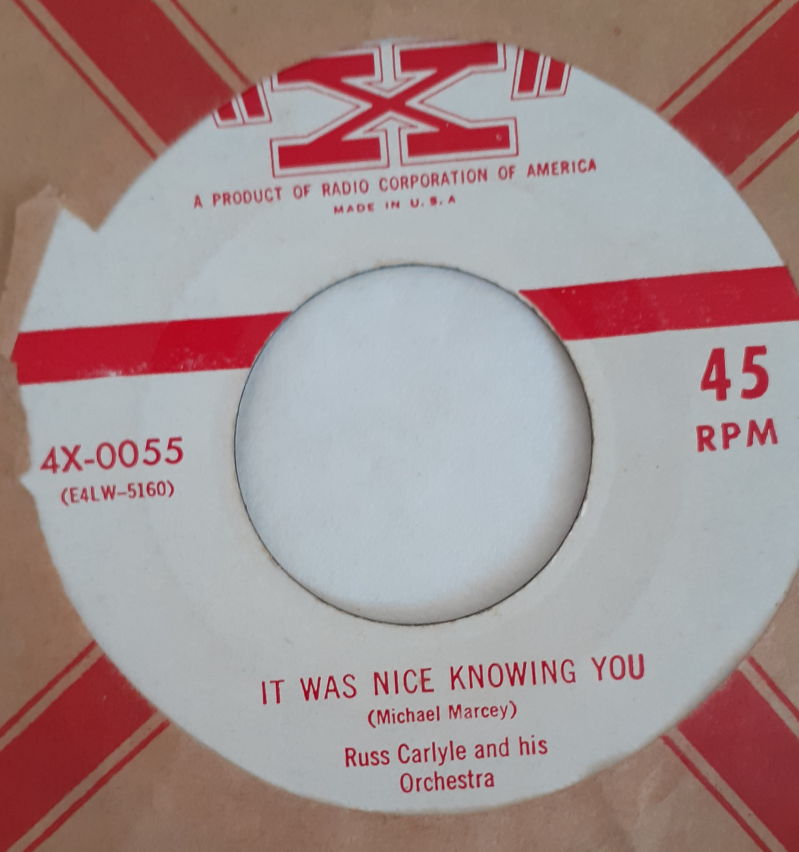 "X"
A PRODUCT OF RADIO CORPORATION OF AMERICA
MADE IN U.S.A
45
RPM
4X-0055
(E4LW-5160)
IT WAS NICE KNOWING YOU
(Michael Marcey)
Russ Carlyle and his
Orchestra